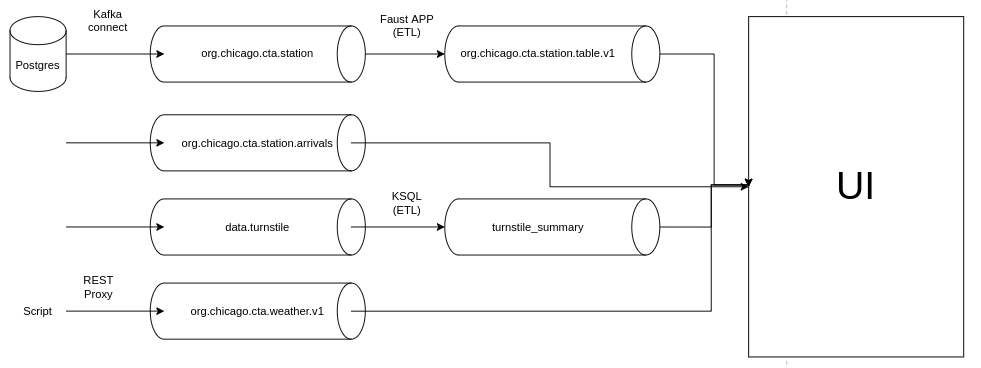 Kafka
connect
Faust APP
(ETL)
Postgres
org.chicago.cta.station
org.chicago.cta.station.table.v1
org.chicago.cta.station.arrivals
UI
KSQL
(ETL)
data.turnstile
turnstile_summary
REST
Proxy
Script
org.chicago.cta.weather.v1